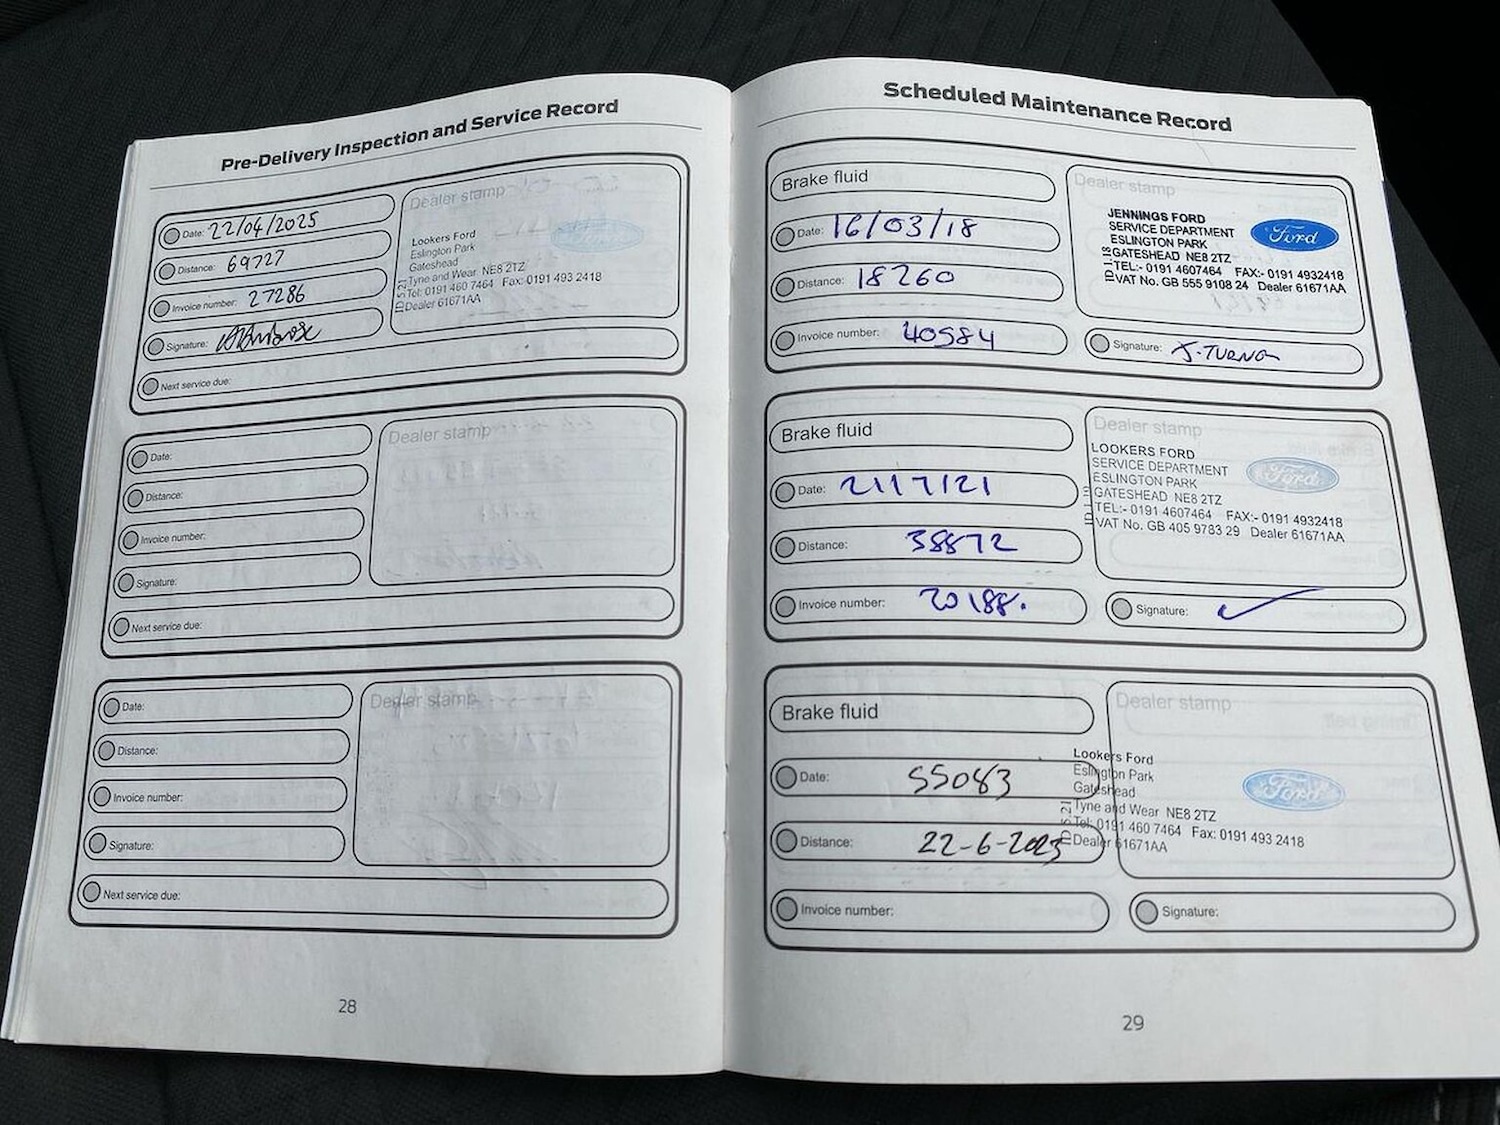 Pre-Delivery Inspection and Service Record
Date: 22/04/2025
Distance: 69727
Invoice number: 27286
Signature:
Next service due:
Dealer stamp
Lookers Ford
Eslington Park
Gateshead
Tyne and Wear NE8 2TZ
Tel: 0191 460 7464 Fax: 0191 493 2418
Dealer 61671AA
ID 5 21
Date:
Distance:
Invoice number:
Signature:
Next service due:
Dealer stamp
Date:
Distance:
Invoice number:
Signature:
Next service due:
Dealer stamp
28
Scheduled Maintenance Record
Brake fluid
Date: 16/03/18
Distance: 18260
Invoice number: 40584
Dealer stamp
JENNINGS FORD
SERVICE DEPARTMENT
ESLINGTON PARK
GATESHEAD NE8 2TZ
TEL:- 0191 4607464 FAX:- 0191 4932418
VAT No. GB 555 9108 24 Dealer 61671AA
Ford
Signature: J. TURNER
Brake fluid
Date: 21/7/21
Distance: 38872
Invoice number: 20188.
Dealer stamp
LOOKERS FORD
SERVICE DEPARTMENT
ESLINGTON PARK
GATESHEAD NE8 2TZ
TEL:- 0191 4607464 FAX:- 0191 4932418
VAT No. GB 405 9783 29 Dealer 61671AA
Ford
Signature: ✓
Brake fluid
Date: 55083
Distance: 22-6-2023
Invoice number:
Dealer stamp
Lookers Ford
Eslington Park
Gateshead
Tyne and Wear NE8 2TZ
Tel: 0191 460 7464 Fax: 0191 493 2418
Dealer 61671AA
ID 5 21
Ford
Signature:
29